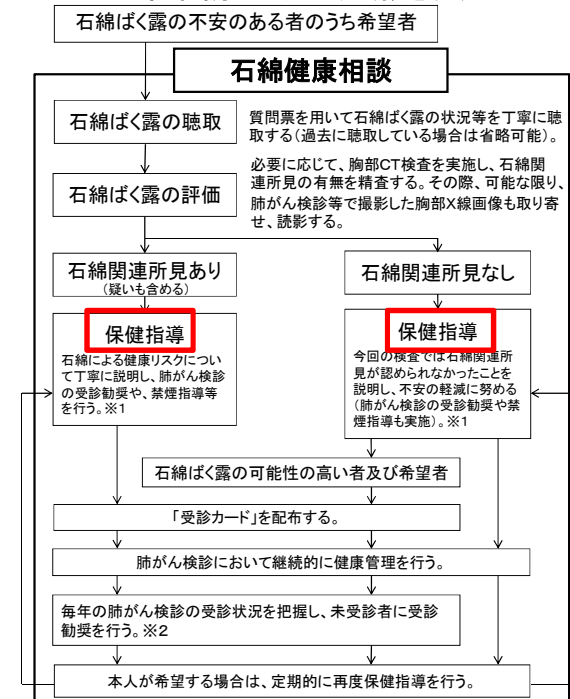 石綿ばく露の不安のある者のうち希望者
石綿健康相談
石綿ばく露の聴取
質問票を用いて石綿ばく露の状況等を丁寧に聴
取する(過去に聴取している場合は省略可能)。
石綿ばく露の評価
必要に応じて、胸部CT検査を実施し、石綿関
連所見の有無を精査する。その際、可能な限り、
肺がん検診等で撮影した胸部X線画像も取り寄
せ、読影する。
石綿関連所見あり
(疑いも含める)
石綿関連所見なし
保健指導
石綿による健康リスクについ
て丁寧に説明し、肺がん検診
の受診勧奨や、禁煙指導等
を行う。※1
保健指導
今回の検査では石綿関連所
見が認められなかったことを
説明し、不安の軽減に努める
(肺がん検診の受診勧奨や禁
煙指導も実施)。※1
石綿ばく露の可能性の高い者及び希望者
「受診カード」を配布する。
肺がん検診において継続的に健康管理を行う。
毎年の肺がん検診の受診状況を把握し、未受診者に受診
勧奨を行う。※2
本人が希望する場合は、定期的に再度保健指導を行う。